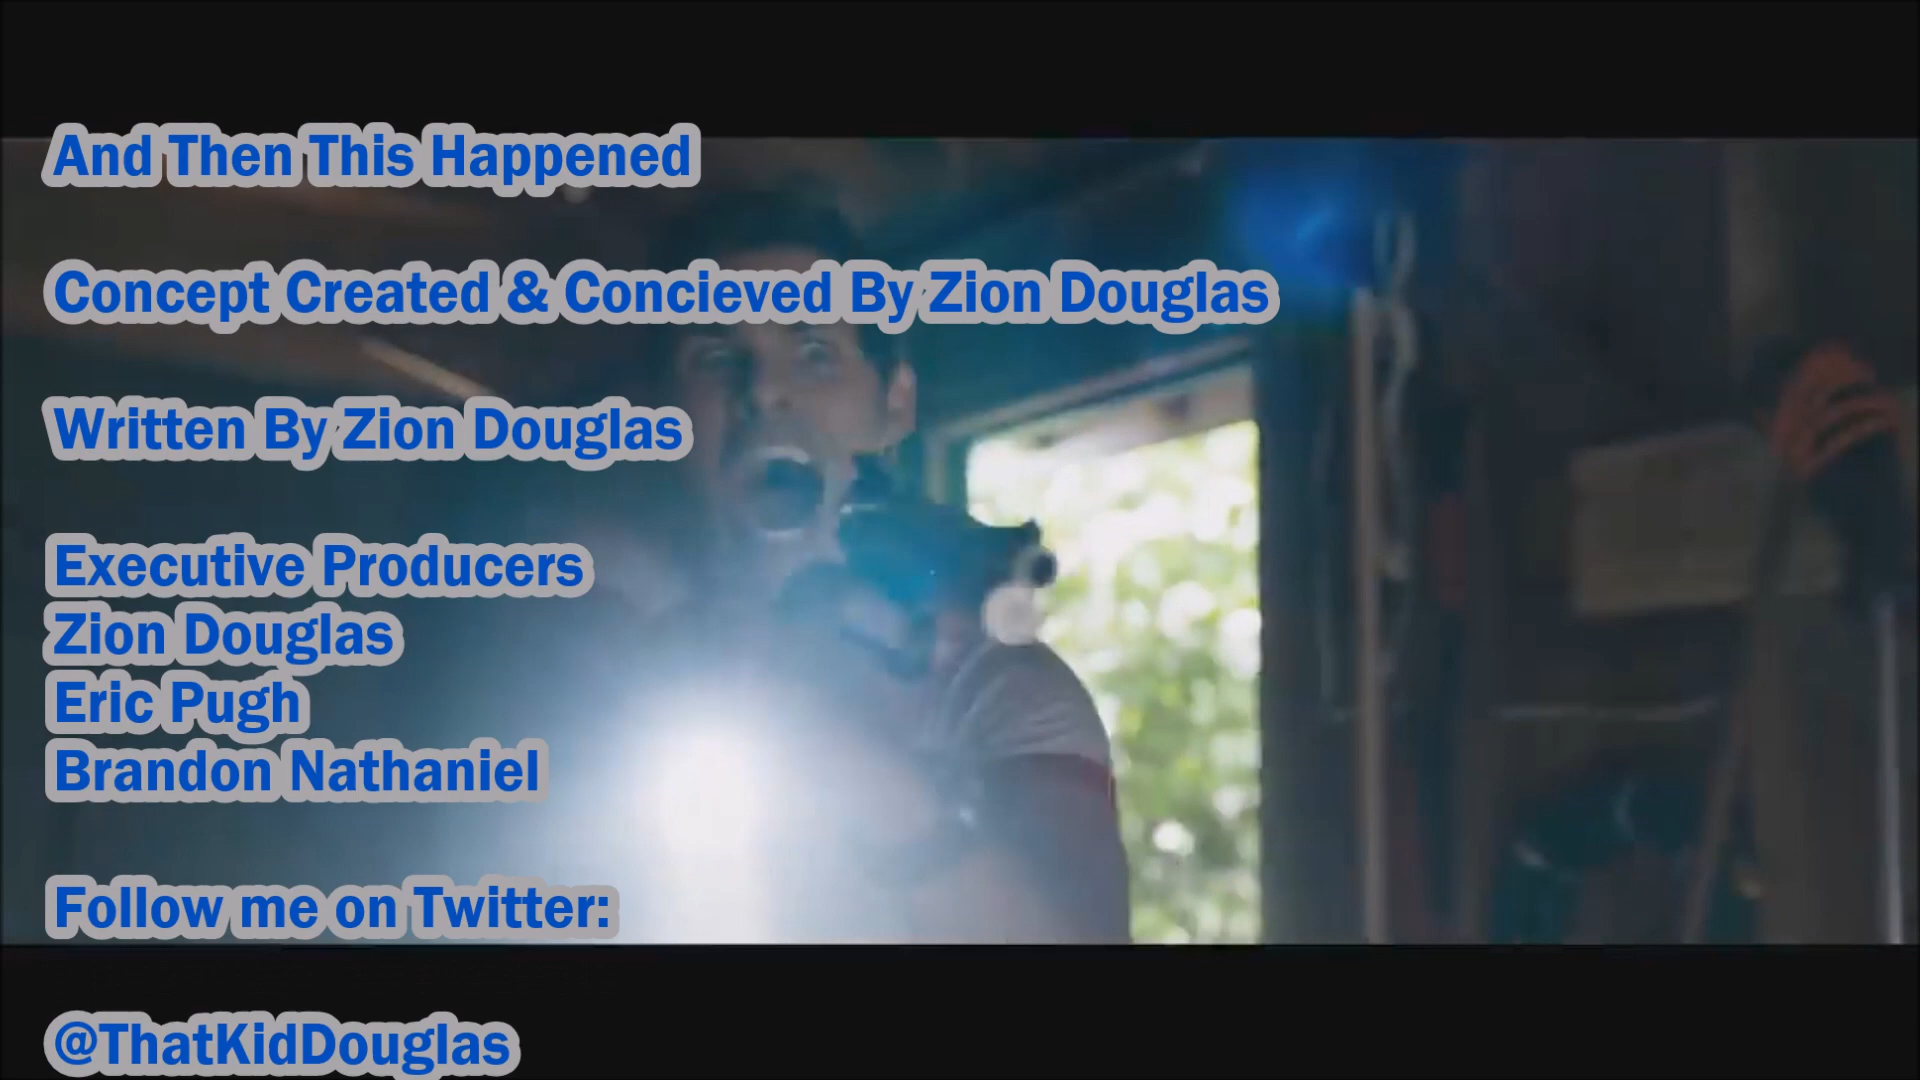 And Then This Happened
Concept Created & Concieved By Zion Douglas
Written By Zion Douglas
Executive Producers
Zion Douglas
Eric Pugh
Brandon Nathaniel
Follow me on Twitter:
@ThatKidDouglas